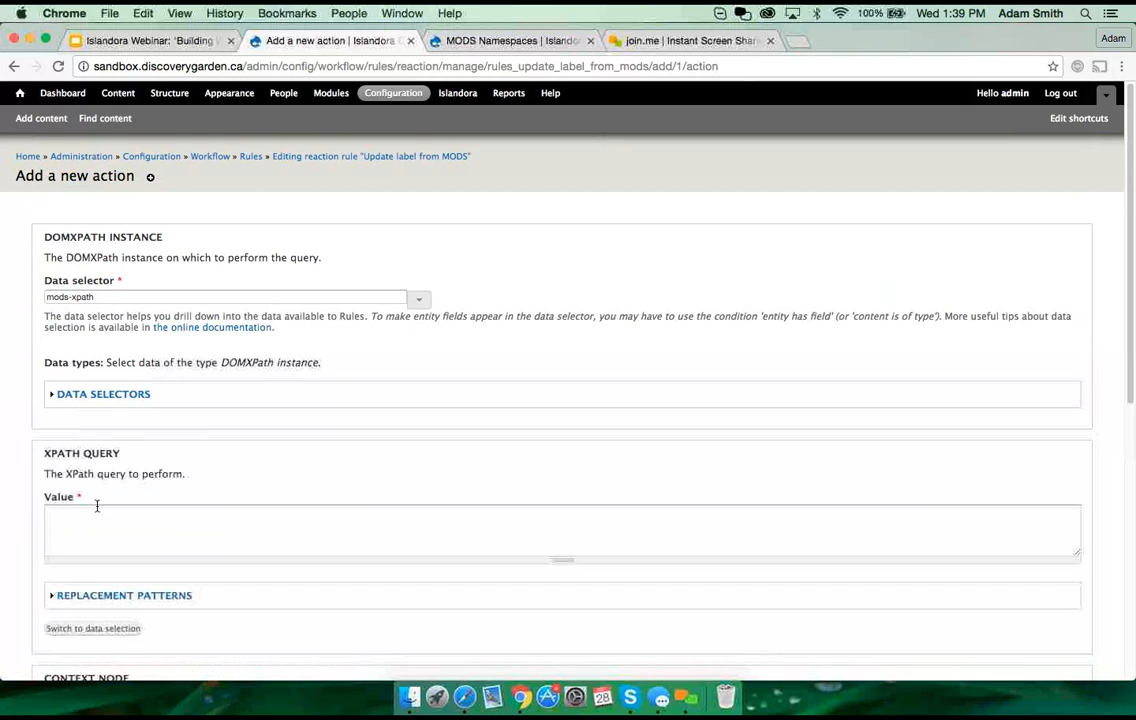 Chrome File Edit View History Bookmarks People Window Help 100% Wed 1:39 PM Adam Smith
Islandora Webinar: 'Building Add a new action | Islandora MODS Namespaces | Islando join.me | Instant Screen Shar Adam
sandbox.discoverygarden.ca/admin/config/workflow/rules/reaction/manage/rules_update_label_from_mods/add/1/action
Dashboard Content Structure Appearance People Modules Configuration Islandora Reports Help Hello admin Log out
Add content Find content Edit shortcuts
Home » Administration » Configuration » Workflow » Rules » Editing reaction rule "Update label from MODS"
Add a new action
DOMXPATH INSTANCE
The DOMXPath instance on which to perform the query.
Data selector *
mods-xpath
The data selector helps you drill down into the data available to Rules. To make entity fields appear in the data selector, you may have to use the condition 'entity has field' (or 'content is of type'). More useful tips about data
selection is available in the online documentation.
Data types: Select data of the type DOMXPath instance.
DATA SELECTORS
XPATH QUERY
The XPath query to perform.
Value *
REPLACEMENT PATTERNS
Switch to data selection
CONTEXT NODE
28